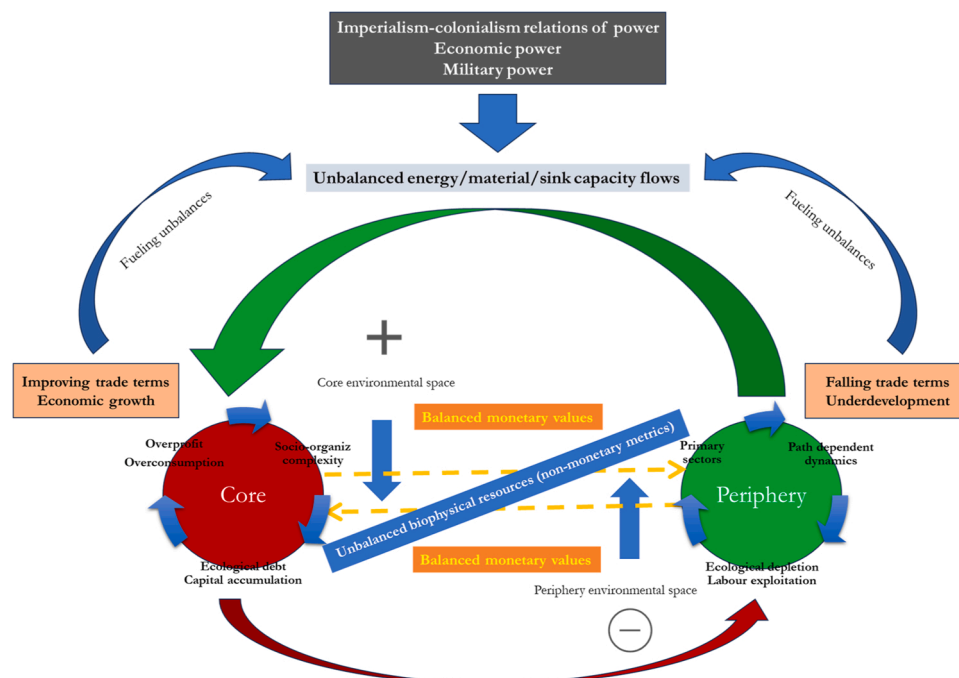 Imperialism-colonialism relations of power
Economic power
Military power
Unbalanced energy/material/sink capacity flows
Fueling unbalances
Fueling unbalances
Improving trade terms
Economic growth
Falling trade terms
Underdevelopment
Core environmental space
Balanced monetary values
Overprofit
Overconsumption
Socio-organiz
complexity
Core
Ecological debt
Capital accumulation
Unbalanced biophysical resources (non-monetary metrics)
Primary
sectors
Path dependent
dynamics
Periphery
Ecological depletion
Labour exploitation
Balanced monetary values
Periphery environmental space